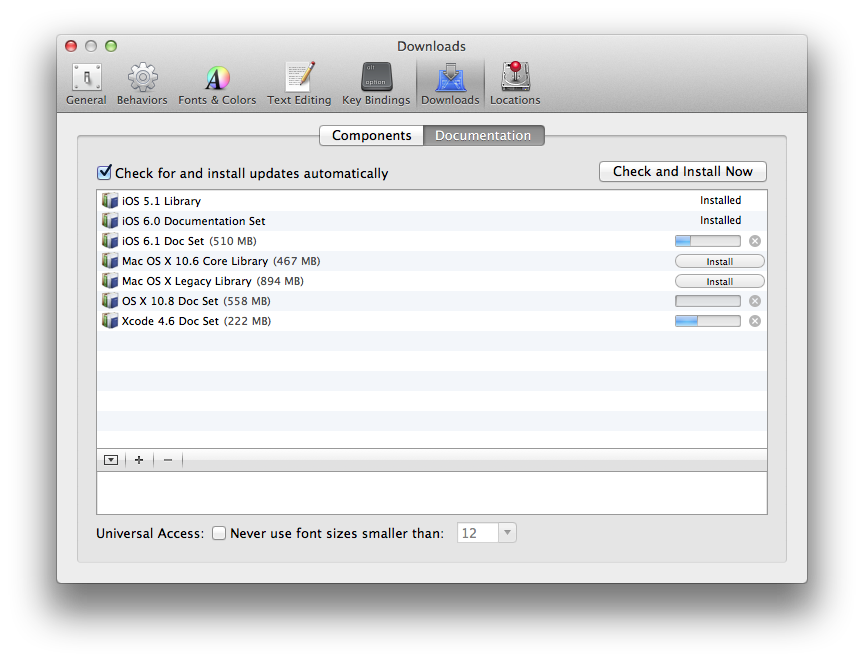 Downloads
General Behaviors Fonts & Colors Text Editing Key Bindings Downloads Locations
alt
option
Components Documentation
Check for and install updates automatically Check and Install Now
iOS 5.1 Library Installed
iOS 6.0 Documentation Set Installed
iOS 6.1 Doc Set (510 MB)
Mac OS X 10.6 Core Library (467 MB) Install
Mac OS X Legacy Library (894 MB) Install
OS X 10.8 Doc Set (558 MB)
Xcode 4.6 Doc Set (222 MB)
Universal Access: Never use font sizes smaller than: 12